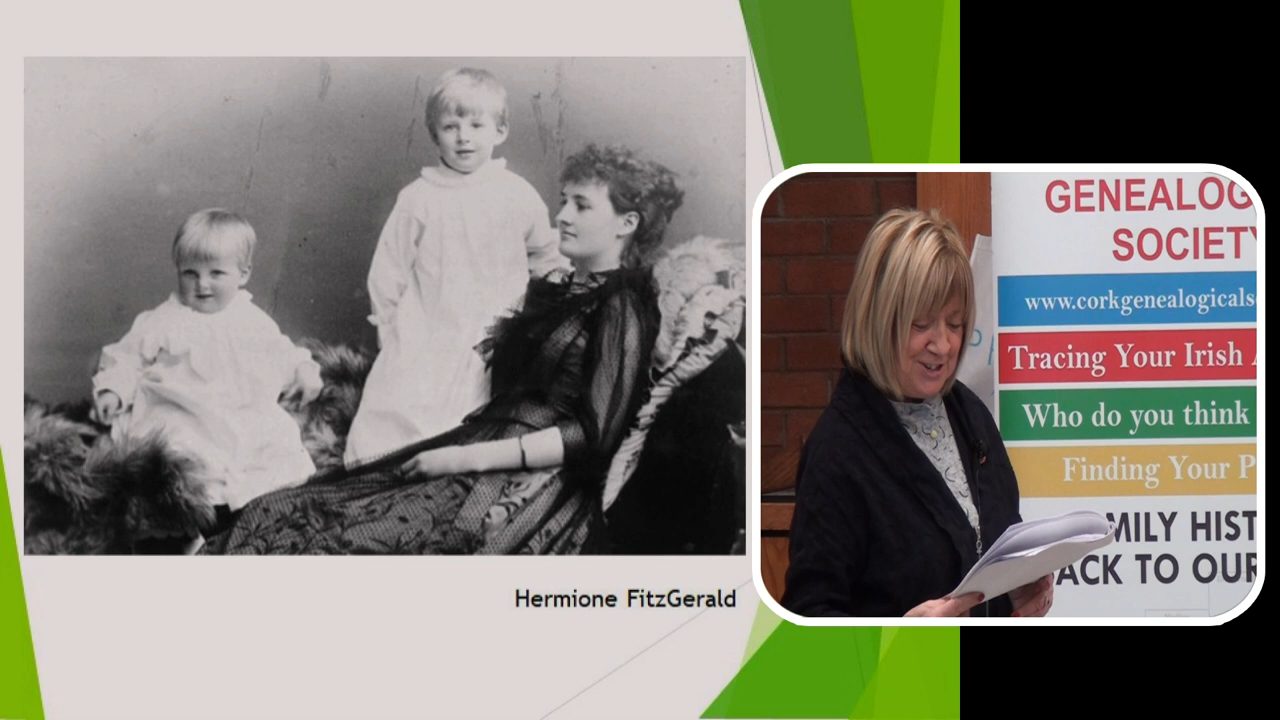 Hermione FitzGerald
GENEALOG
SOCIETY
www.corkgenealogicals
Tracing Your Irish
Who do you think
Finding Your P
MILY HIST
ACK TO OUR